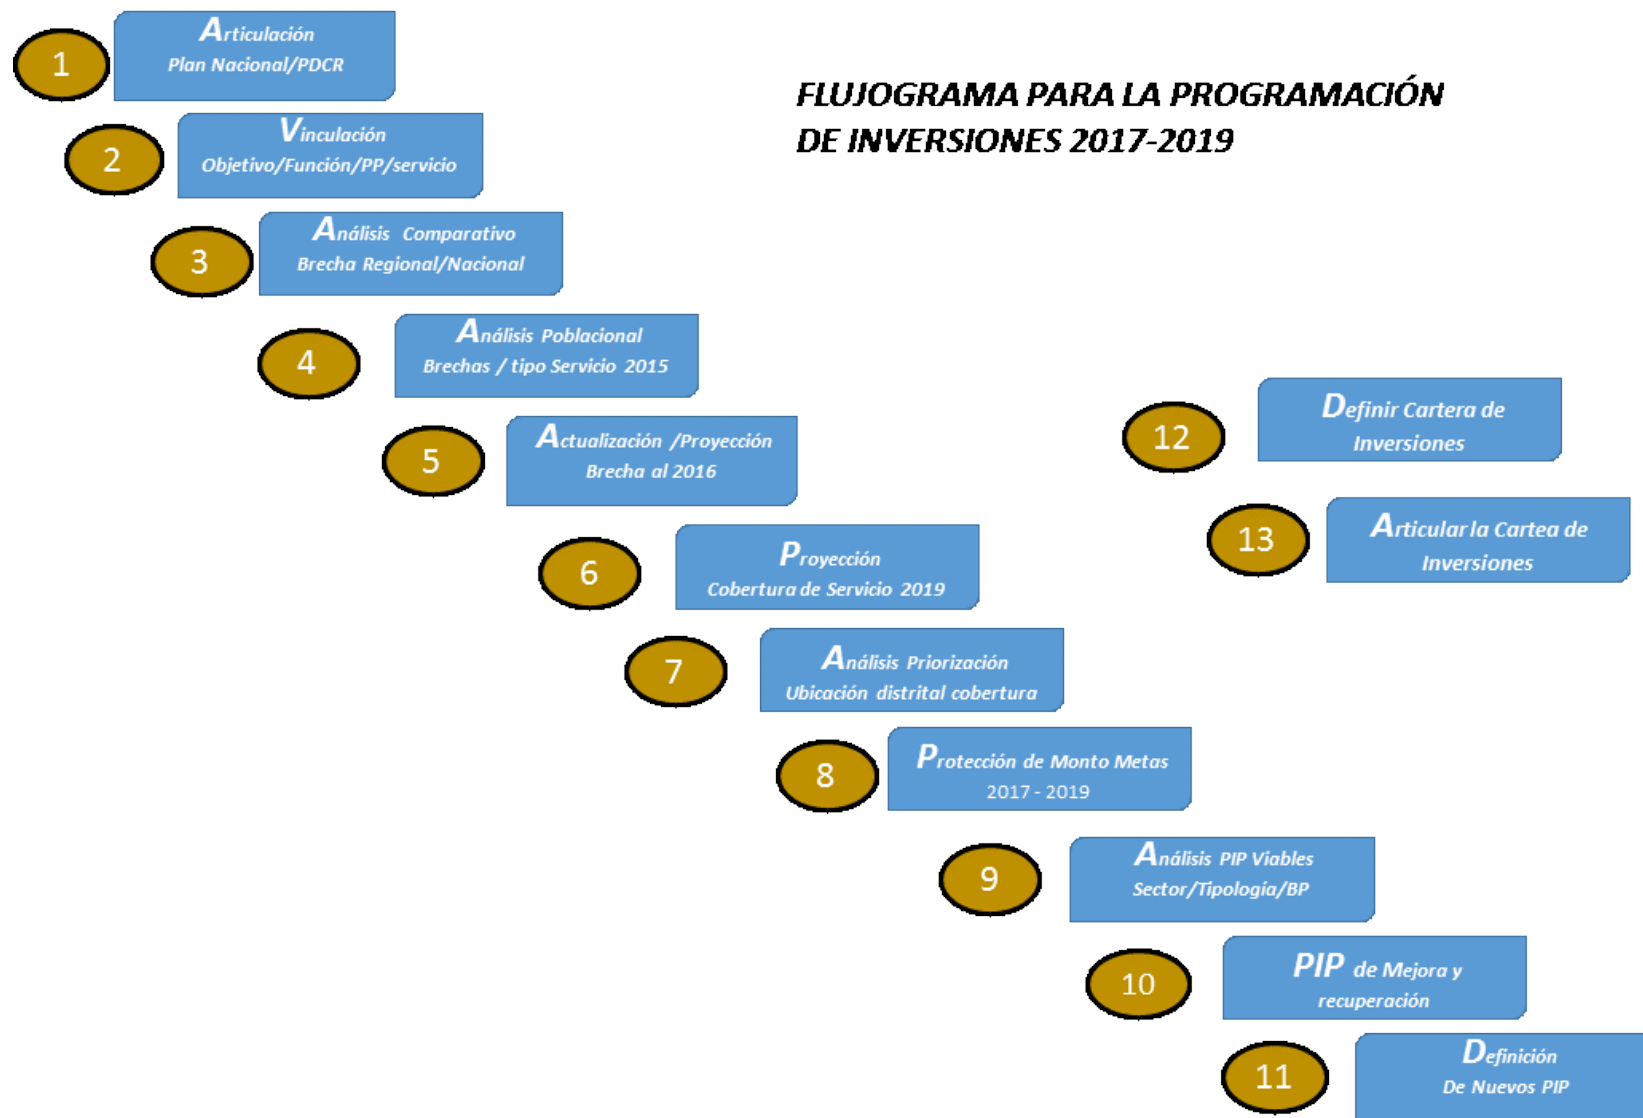 FLUJOGRAMA PARA LA PROGRAMACIÓN
DE INVERSIONES 2017-2019
1
Articulación
Plan Nacional/PDCR
2
Vinculación
Objetivo/Función/PP/servicio
3
Análisis Comparativo
Brecha Regional/Nacional
4
Análisis Poblacional
Brechas / tipo Servicio 2015
5
Actualización /Proyección
Brecha al 2016
6
Proyección
Cobertura de Servicio 2019
7
Análisis Priorización
Ubicación distrital cobertura
8
Protección de Monto Metas
2017 - 2019
9
Análisis PIP Viables
Sector/Tipología/BP
10
PIP de Mejora y
recuperación
11
Definición
De Nuevos PIP
12
Definir Cartera de
Inversiones
13
Articular la Cartea de
Inversiones